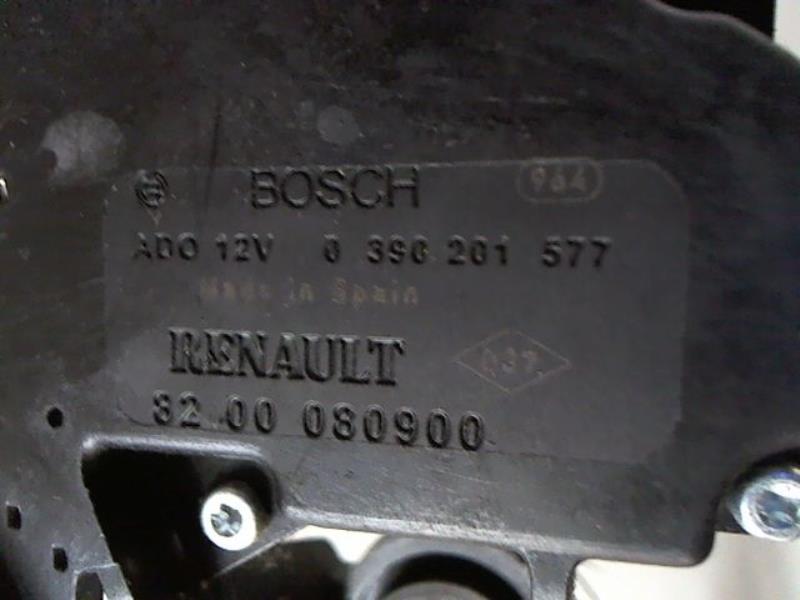 BOSCH 964
ADO 12V 0 390 201 577
Made in Spain
RENAULT 037
82 00 080900